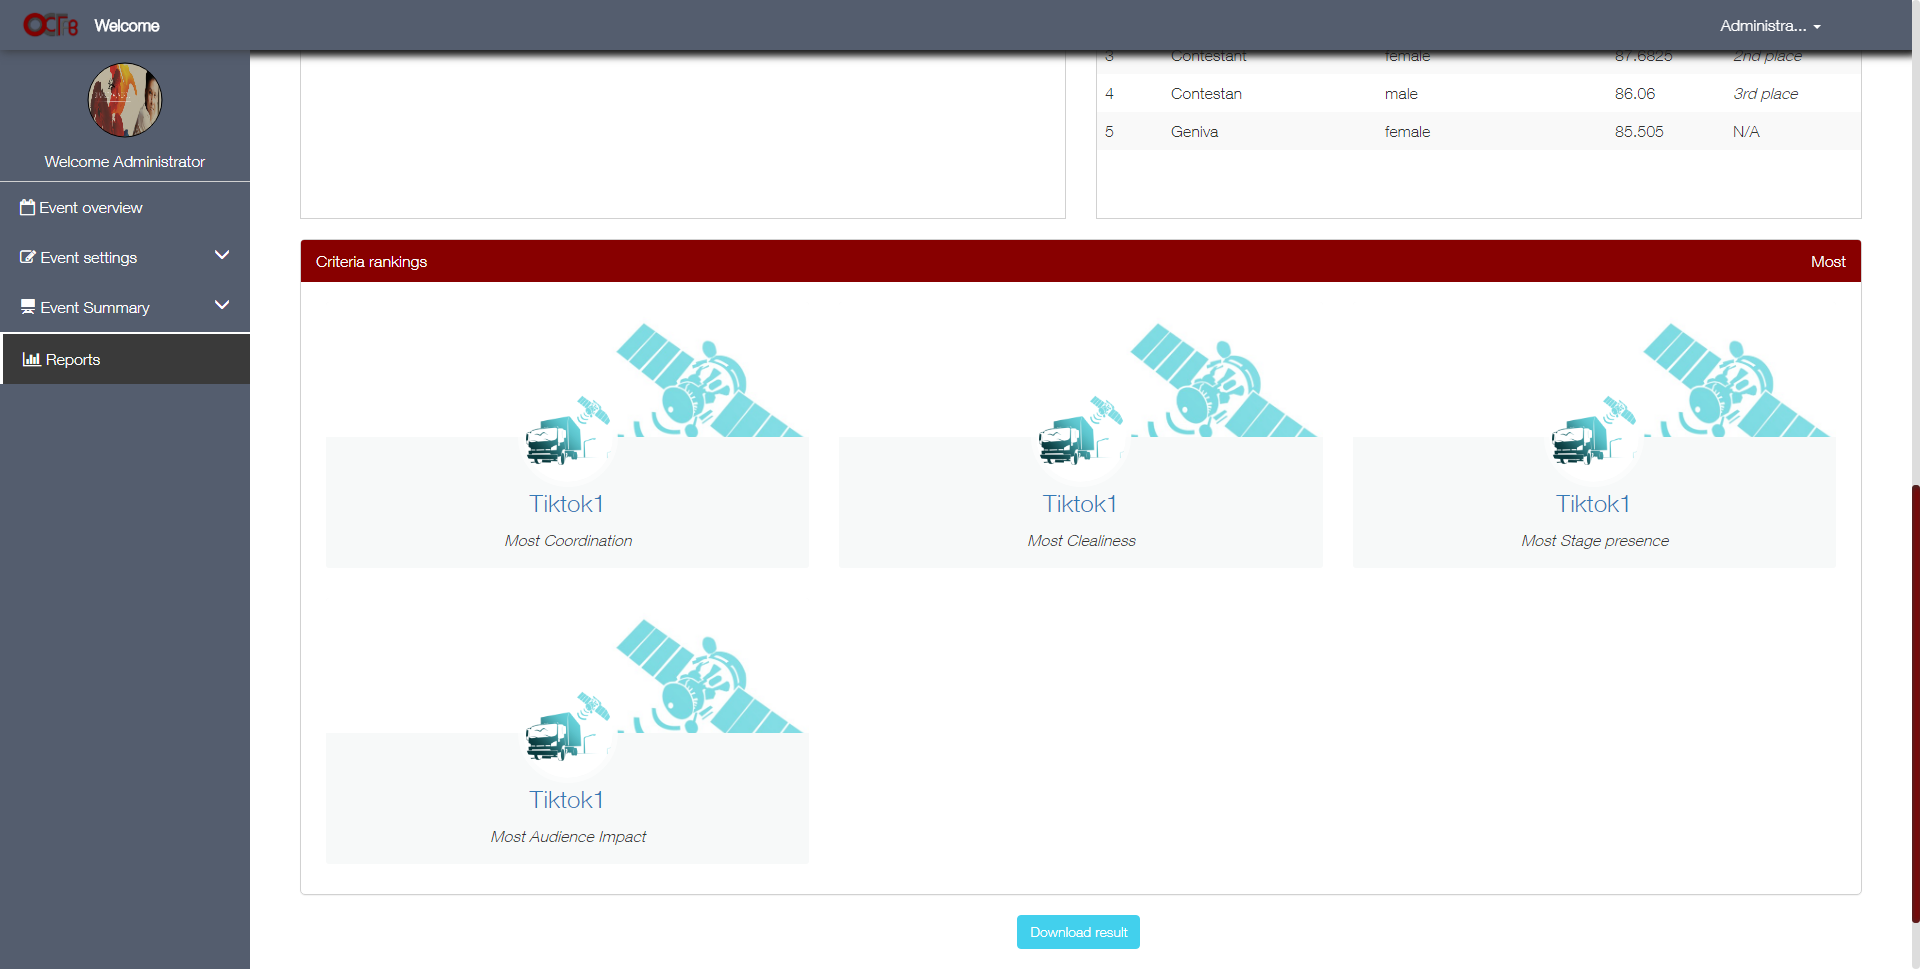 OCFFB Welcome
Administra...
Welcome Administrator
Event overview
Event settings
Event Summary
Reports
3 Contestant female 87.6825 2nd place
4 Contestan male 86.06 3rd place
5 Geniva female 85.505 N/A
Criteria rankings Most
Tiktok1
Most Coordination
Tiktok1
Most Clealiness
Tiktok1
Most Stage presence
Tiktok1
Most Audience Impact
Download result